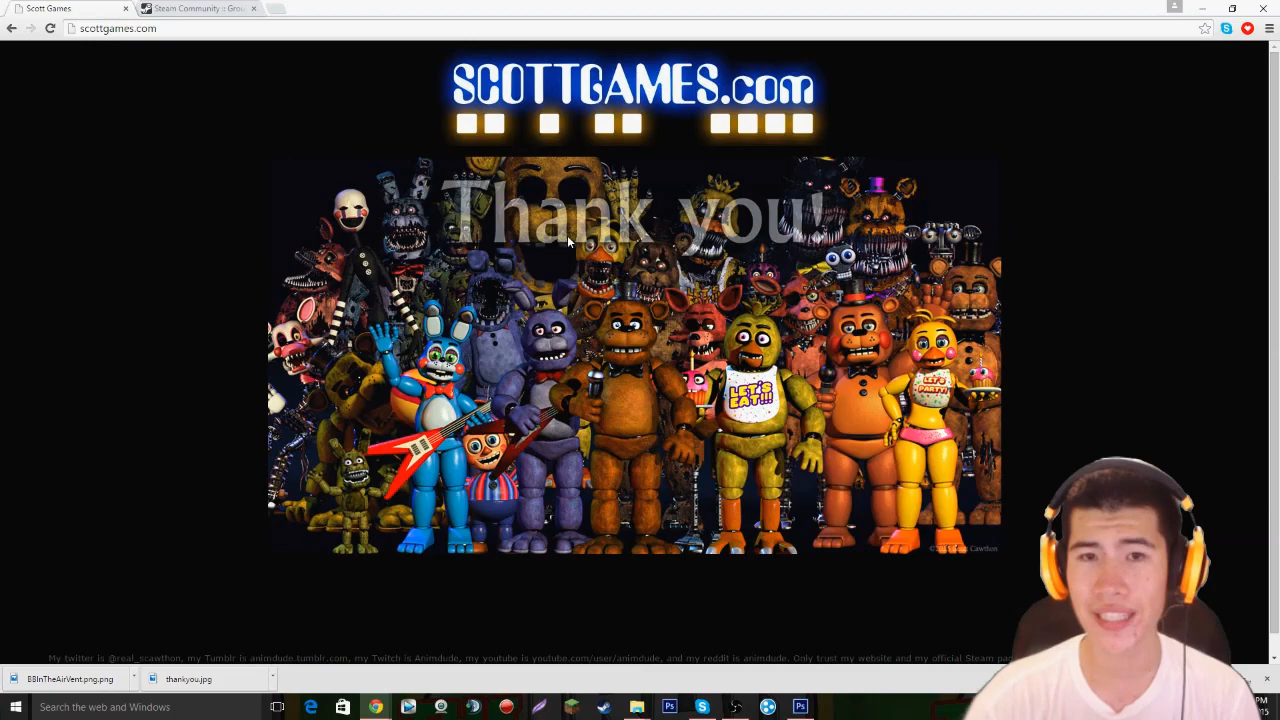 Scott Games
Steam Community :: Grou
scottgames.com
SCOTTGAMES.com
Thank you!
LET'S
EAT!!!
LET'S
PARTY!
My twitter is @real_scawthon, my Tumblr is animdude.tumblr.com, my Twitch is Animdude, my youtube is youtube.com/user/animdude, and my reddit is animdude. Only trust my website and my official Steam pag
BBInTheAirVent.png.png
thankyou.jpg
Search the web and Windows